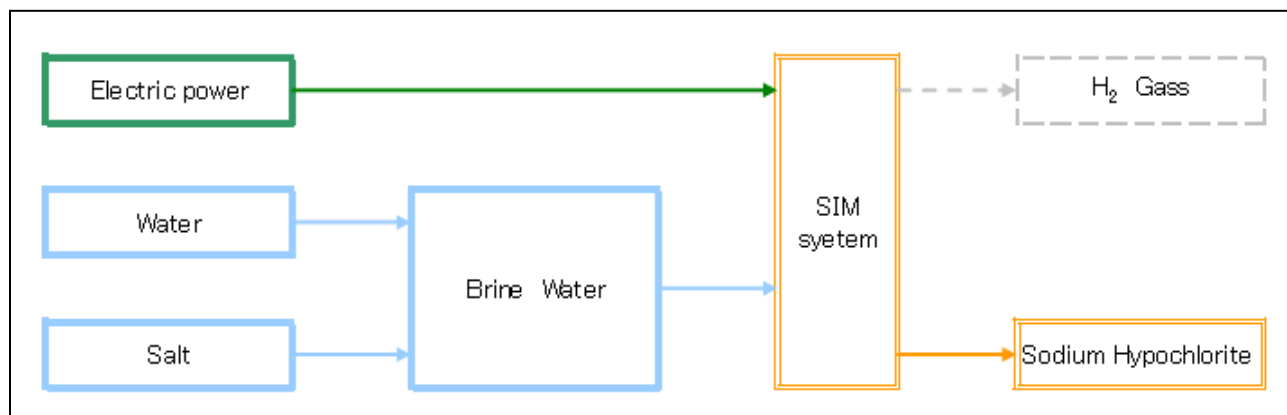 Electric power
H₂ Gass
Water
SIM
syetem
Brine Water
Salt
Sodium Hypochlorite